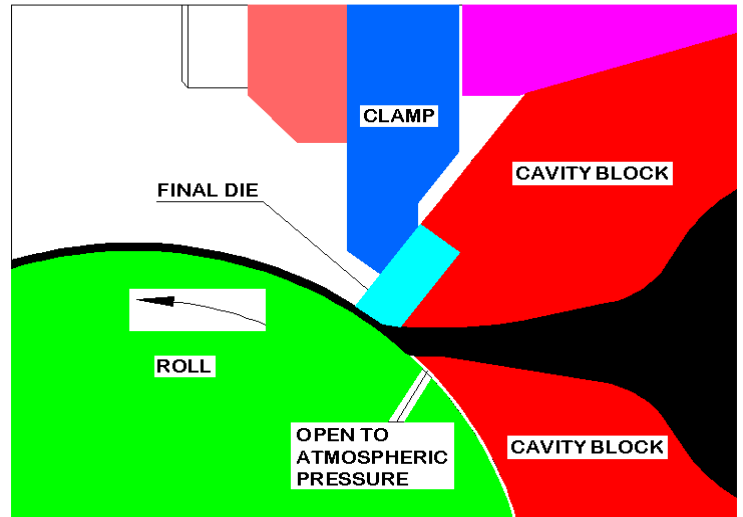 CLAMP
CAVITY BLOCK
FINAL DIE
ROLL
OPEN TO
ATMOSPHERIC
PRESSURE
CAVITY BLOCK